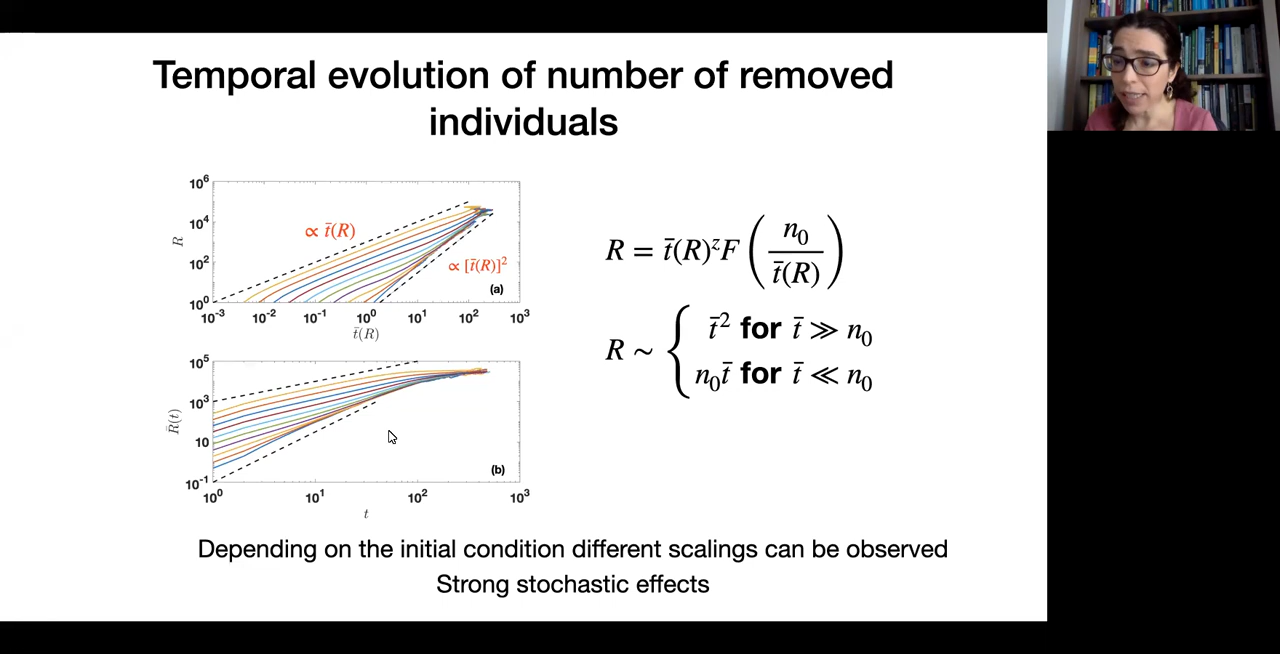 Temporal evolution of number of removed
individuals
10⁶
10⁴
10²
10⁰
R
∝ t̄(R)
∝ [t̄(R)]²
(a)
10⁻³ 10⁻² 10⁻¹ 10⁰ 10¹ 10² 10³
t̄(R)
10⁵
10³
10
10⁻¹
R̄(t)
(b)
10⁰ 10¹ 10² 10³
t
R = t̄(R)ᶻF(n₀/t̄(R))
R ∼ { t̄² for t̄ ≫ n₀
n₀t̄ for t̄ ≪ n₀
Depending on the initial condition different scalings can be observed
Strong stochastic effects